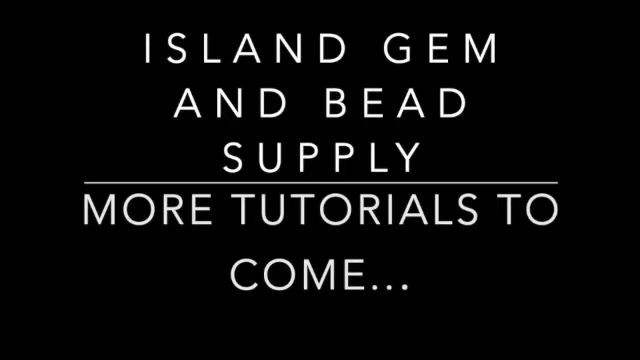 ISLAND GEM
AND BEAD
SUPPLY
MORE TUTORIALS TO
COME...